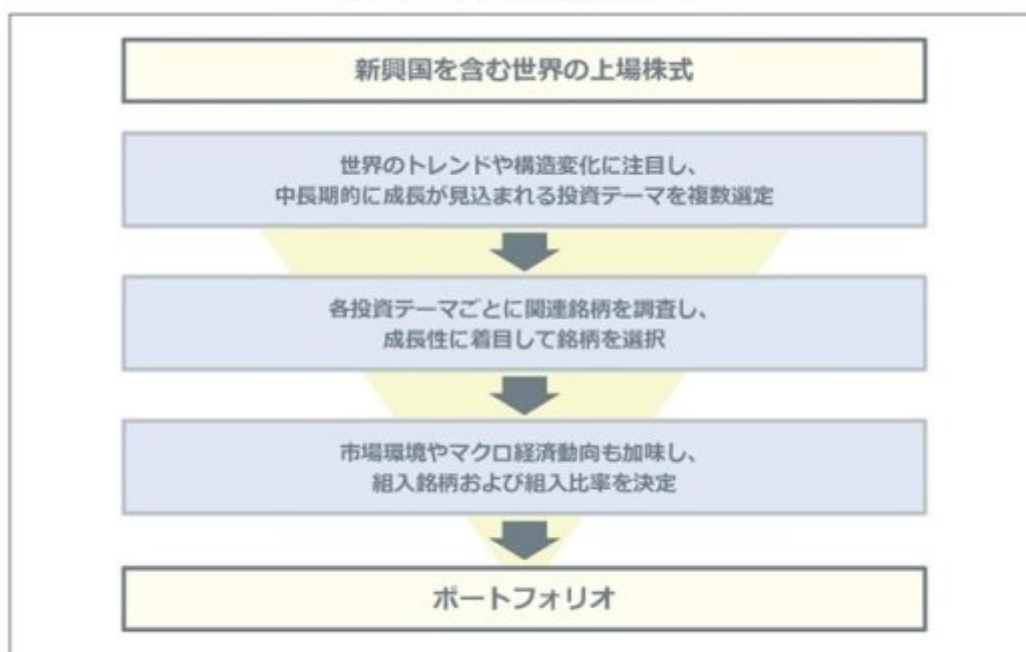 新興国を含む世界の上場株式
世界のトレンドや構造変化に注目し、
中長期的に成長が見込まれる投資テーマを複数選定
各投資テーマごとに関連銘柄を調査し、
成長性に着目して銘柄を選択
市場環境やマクロ経済動向も加味し、
組入銘柄および組入比率を決定
ポートフォリオ